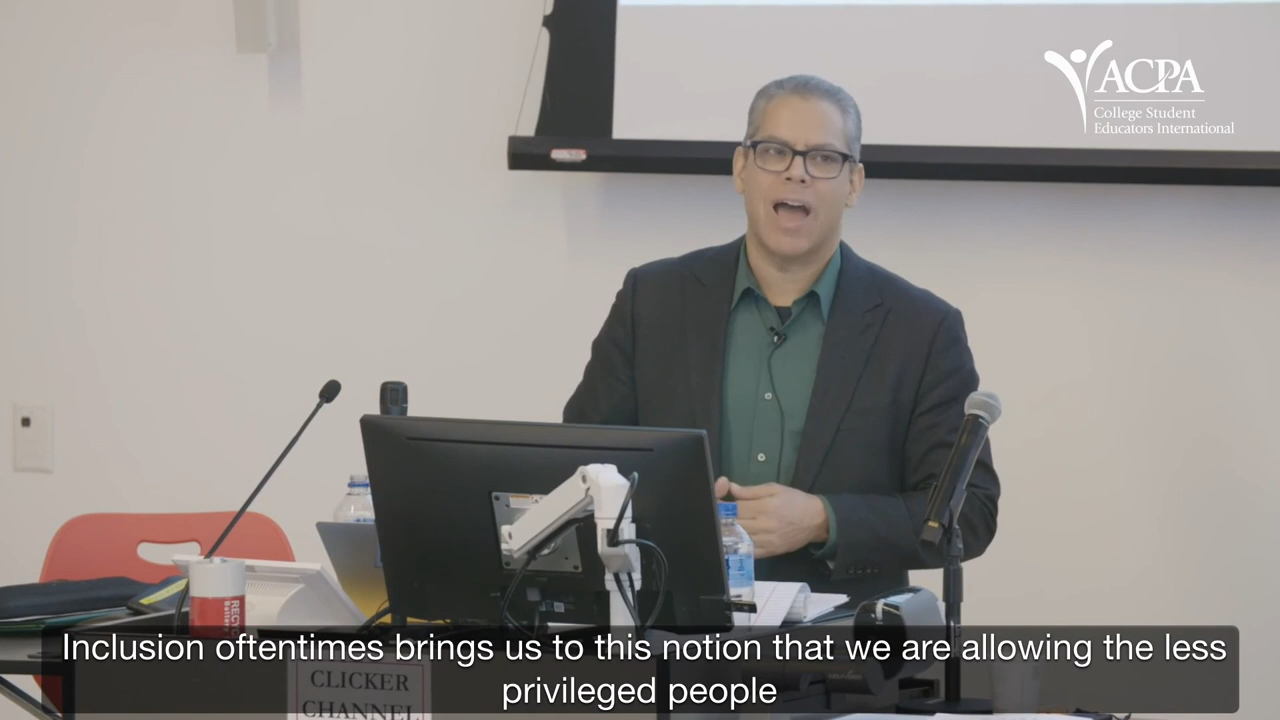 ACPA
College Student
Educators International
Inclusion oftentimes brings us to this notion that we are allowing the less
privileged people
CLICKER
CHANNEL